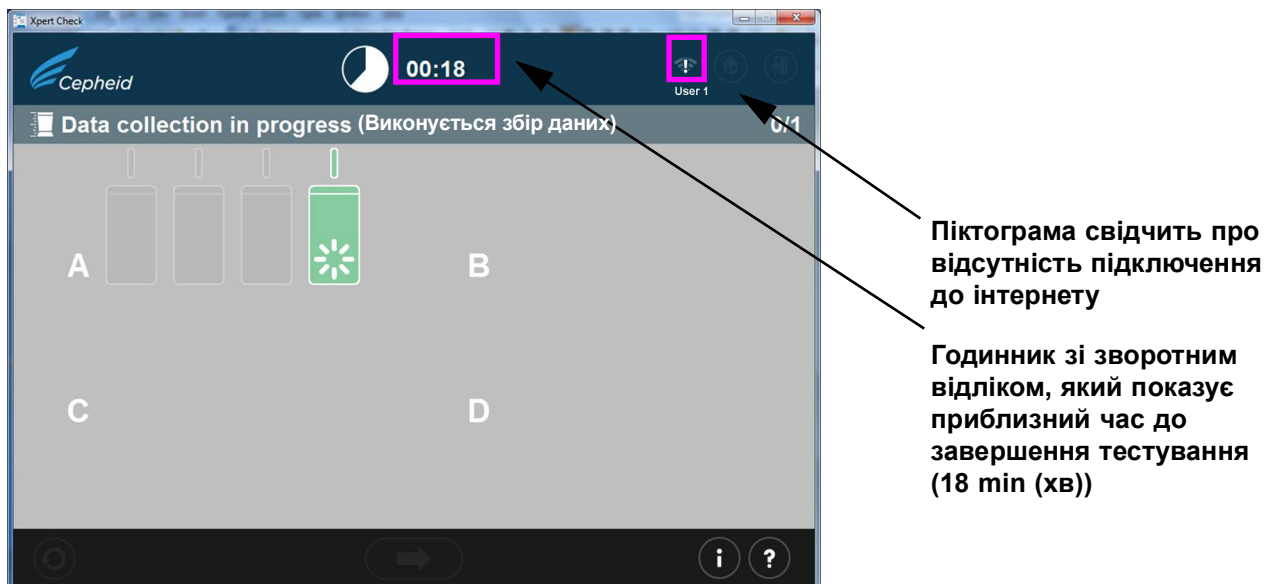 Xpert Check
Cepheid
00:18
User 1
Data collection in progress (Виконується збір даних)
0/1
A
B
C
D
i
?
Піктограма свідчить про
відсутність підключення
до інтернету
Годинник зі зворотним
відліком, який показує
приблизний час до
завершення тестування
(18 min (хв))